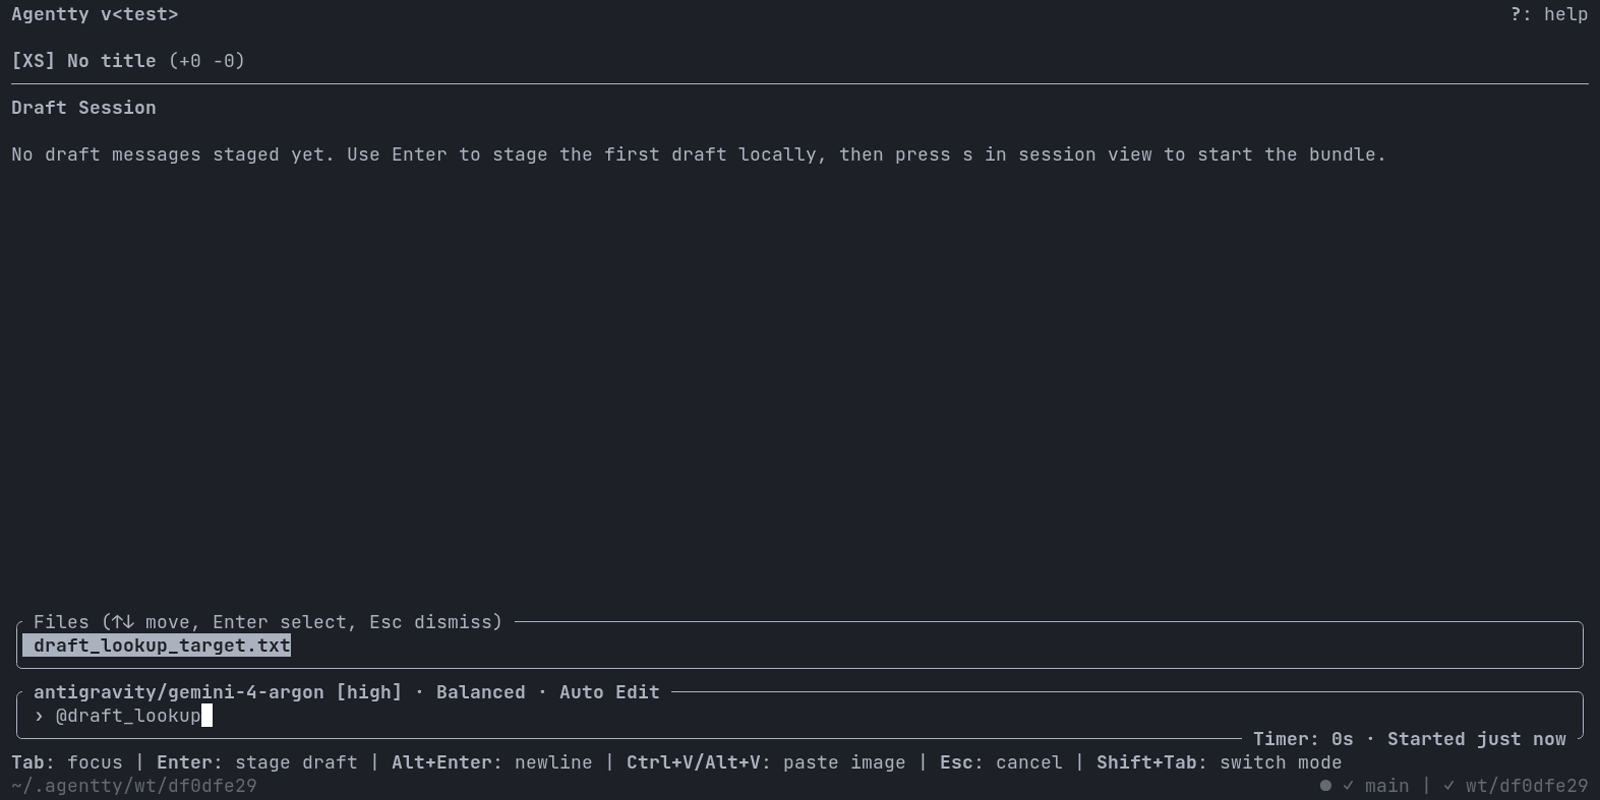 Agentty v<test> ?: help
[XS] No title (+0 -0)
Draft Session
No draft messages staged yet. Use Enter to stage the first draft locally, then press s in session view to start the bundle.
Files (↑↓ move, Enter select, Esc dismiss)
draft_lookup_target.txt
antigravity/gemini-4-argon [high] · Balanced · Auto Edit
› @draft_lookup
Timer: 0s · Started just now
Tab: focus | Enter: stage draft | Alt+Enter: newline | Ctrl+V/Alt+V: paste image | Esc: cancel | Shift+Tab: switch mode
~/.agentty/wt/df0dfe29 ● ✓ main | ✓ wt/df0dfe29